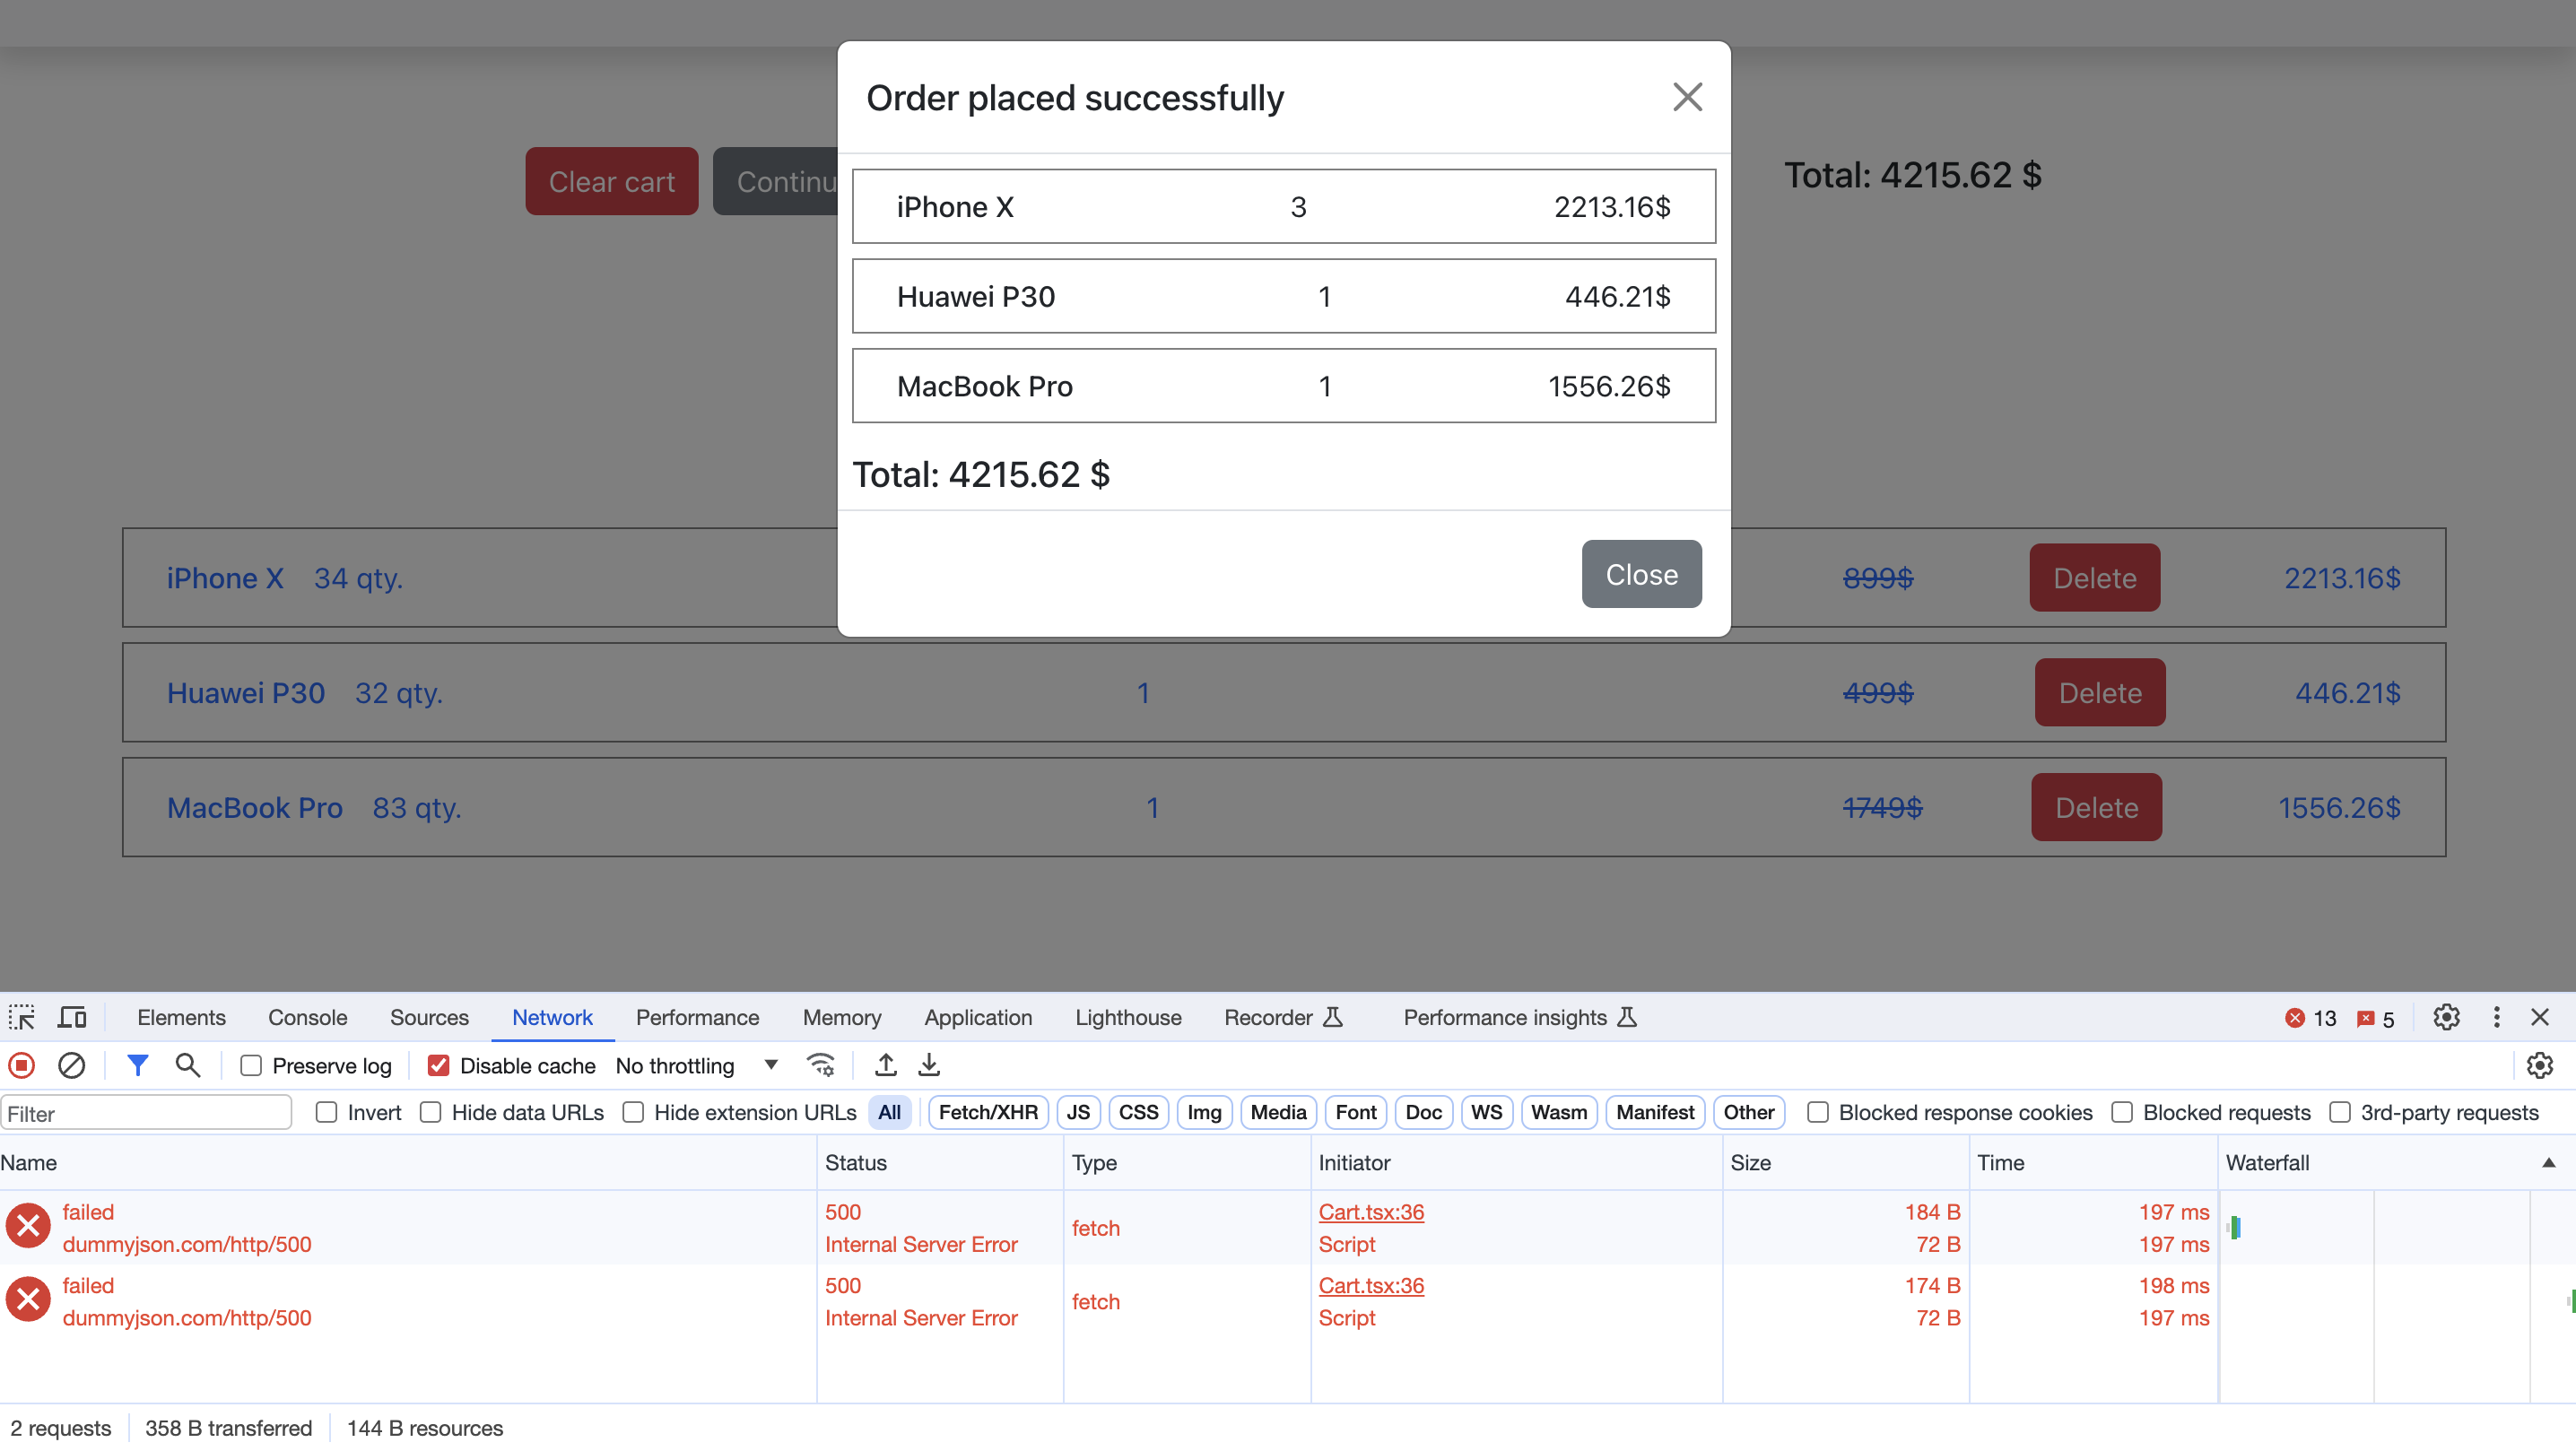 Order placed successfully
Clear cart Continu Total: 4215.62 $
iPhone X 3 2213.16$
Huawei P30 1 446.21$
MacBook Pro 1 1556.26$
Total: 4215.62 $
Close
iPhone X 34 qty. 899$ Delete 2213.16$
Huawei P30 32 qty. 1 499$ Delete 446.21$
MacBook Pro 83 qty. 1 1749$ Delete 1556.26$
Elements Console Sources Network Performance Memory Application Lighthouse Recorder Performance insights 13 5
Preserve log Disable cache No throttling
Filter Invert Hide data URLs Hide extension URLs All Fetch/XHR JS CSS Img Media Font Doc WS Wasm Manifest Other Blocked response cookies Blocked requests 3rd-party requests
Name Status Type Initiator Size Time Waterfall
failed 500 fetch Cart.tsx:36 184 B 197 ms
dummyjson.com/http/500 Internal Server Error Script 72 B 197 ms
failed 500 fetch Cart.tsx:36 174 B 198 ms
dummyjson.com/http/500 Internal Server Error Script 72 B 197 ms
2 requests 358 B transferred 144 B resources